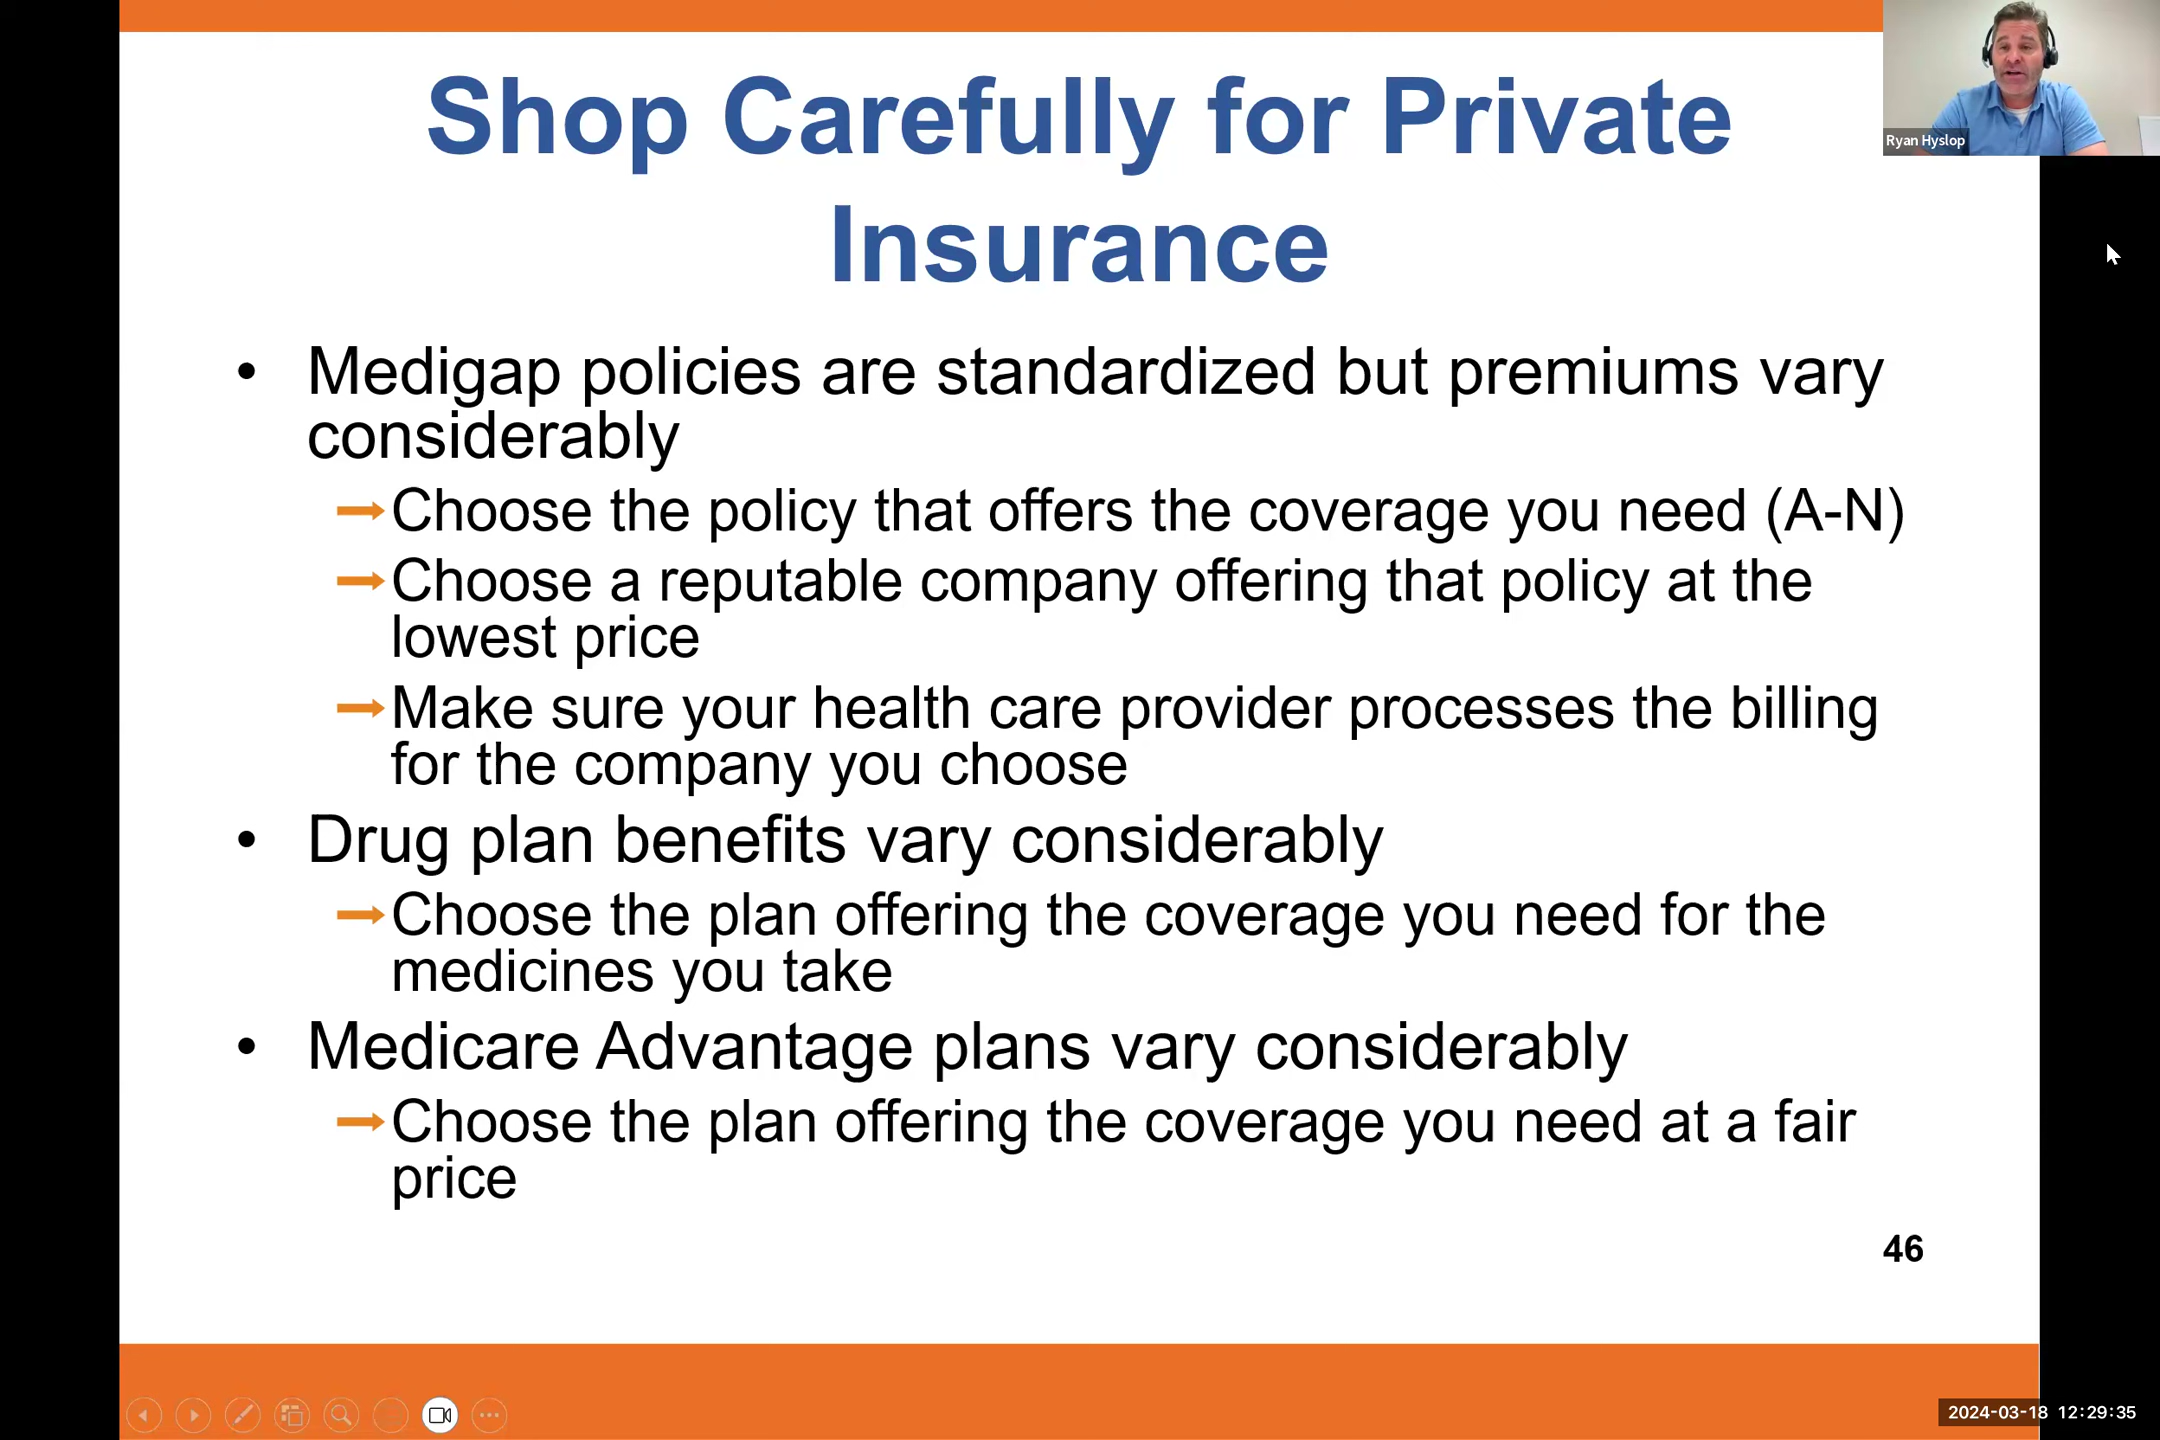 Shop Carefully for Private
Insurance
Ryan Hyslop
• Medigap policies are standardized but premiums vary
considerably
→Choose the policy that offers the coverage you need (A-N)
→Choose a reputable company offering that policy at the
lowest price
→Make sure your health care provider processes the billing
for the company you choose
• Drug plan benefits vary considerably
→Choose the plan offering the coverage you need for the
medicines you take
• Medicare Advantage plans vary considerably
→Choose the plan offering the coverage you need at a fair
price
46
2024-03-18 12:29:35